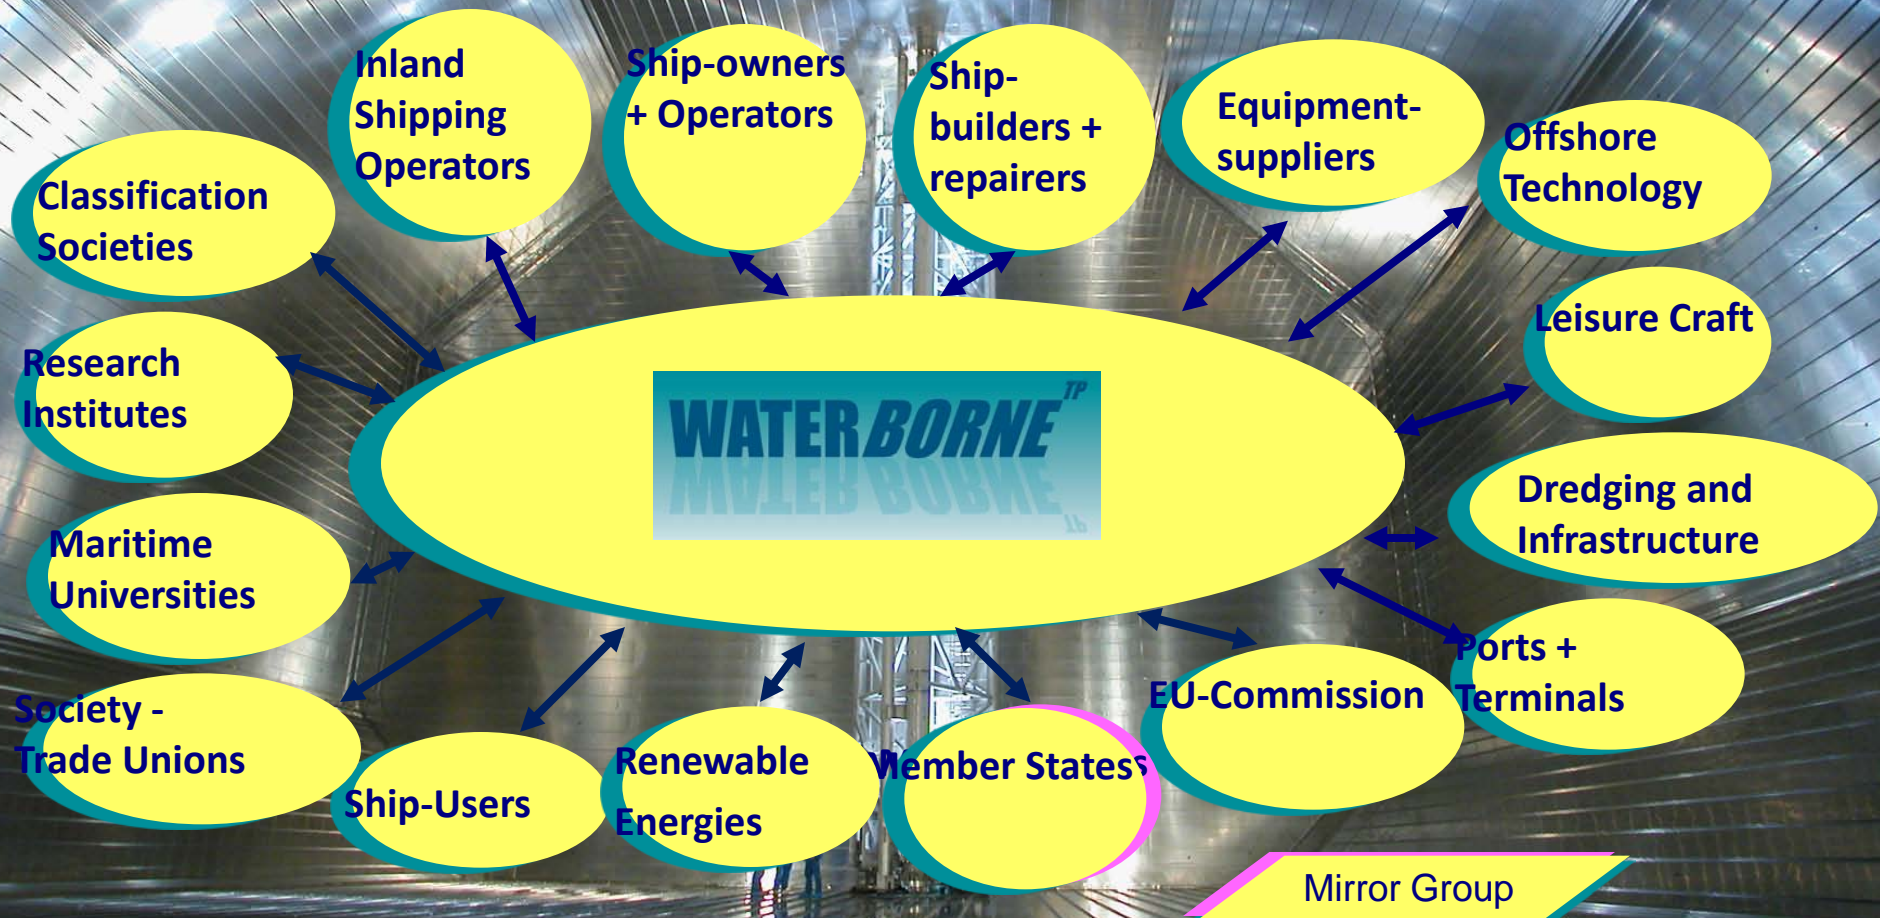 Inland
Shipping
Operators
Ship-owners
+ Operators
Ship-
builders +
repairers
Equipment-
suppliers
Offshore
Technology
Classification
Societies
Leisure Craft
Research
Institutes
WATERBORNE TP
Dredging and
Infrastructure
Maritime
Universities
Ports +
Terminals
EU-Commission
Society -
Trade Unions
Ship-Users
Renewable
Energies
Member Statess
Mirror Group